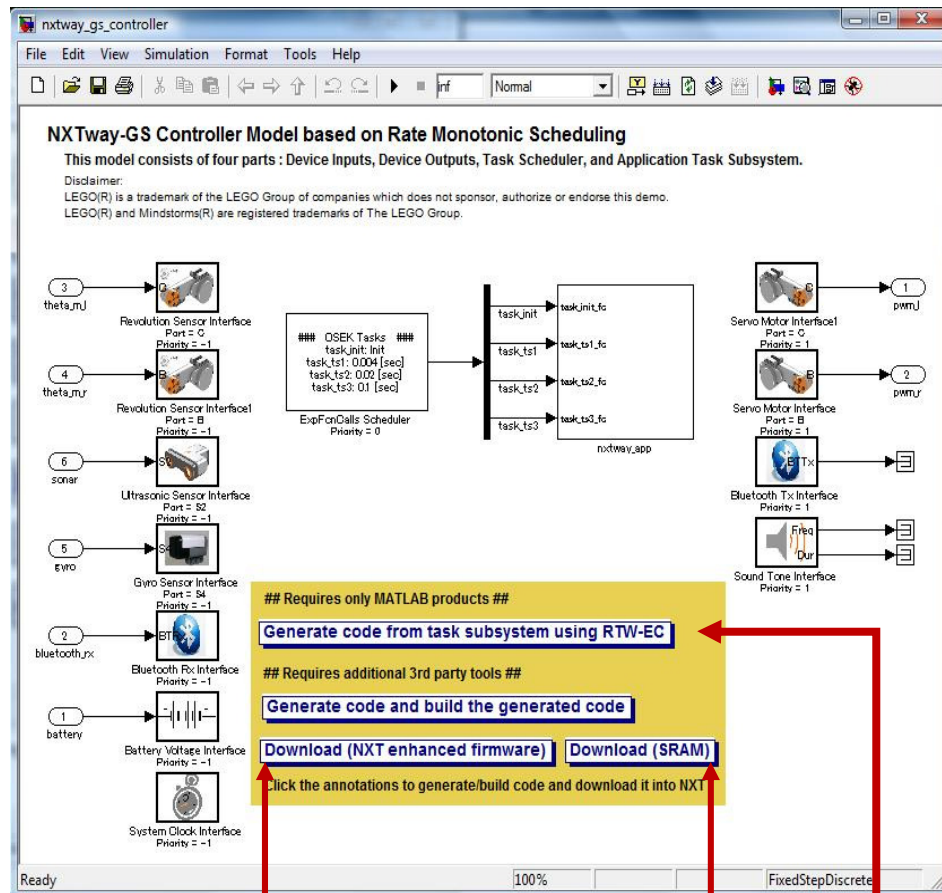 nxtway_gs_controller
File Edit View Simulation Format Tools Help
inf Normal
NXTway-GS Controller Model based on Rate Monotonic Scheduling
This model consists of four parts : Device Inputs, Device Outputs, Task Scheduler, and Application Task Subsystem.
Disclaimer:
LEGO(R) is a trademark of the LEGO Group of companies which does not sponsor, authorize or endorse this demo.
LEGO(R) and Mindstorms(R) are registered trademarks of The LEGO Group.
3
theta_m_l
C
Revolution Sensor Interface
Port = C
Priority = -1
4
theta_m_r
B
Revolution Sensor Interface1
Port = B
Priority = -1
6
sonar
S2
Ultrasonic Sensor Interface
Port = S2
Priority = -1
5
gyro
S4
Gyro Sensor Interface
Port = S4
Priority = -1
2
bluetooth_rx
Bluetooth Rx Interface
Priority = -1
1
battery
Battery Voltage Interface
Priority = -1
System Clock Interface
Priority = -1
### OSEK Tasks ###
task_init: Init
task_ts1: 0.004 [sec]
task_ts2: 0.02 [sec]
task_ts3: 0.1 [sec]
ExpFcnCalls Scheduler
Priority = 0
task_init
task_ts1
task_ts2
task_ts3
task_init_fc
task_ts1_fc
task_ts2_fc
task_ts3_fc
nxtway_app
C
1
pwm_l
Servo Motor Interface1
Port = C
Priority = 1
B
2
pwm_r
Servo Motor Interface
Port = B
Priority = 1
BTTx
Bluetooth Tx Interface
Priority = 1
Freq
Dur
Sound Tone Interface
Priority = 1
## Requires only MATLAB products ##
Generate code from task subsystem using RTW-EC
## Requires additional 3rd party tools ##
Generate code and build the generated code
Download (NXT enhanced firmware) Download (SRAM)
Click the annotations to generate/build code and download it into NXT
Ready 100% FixedStepDiscrete